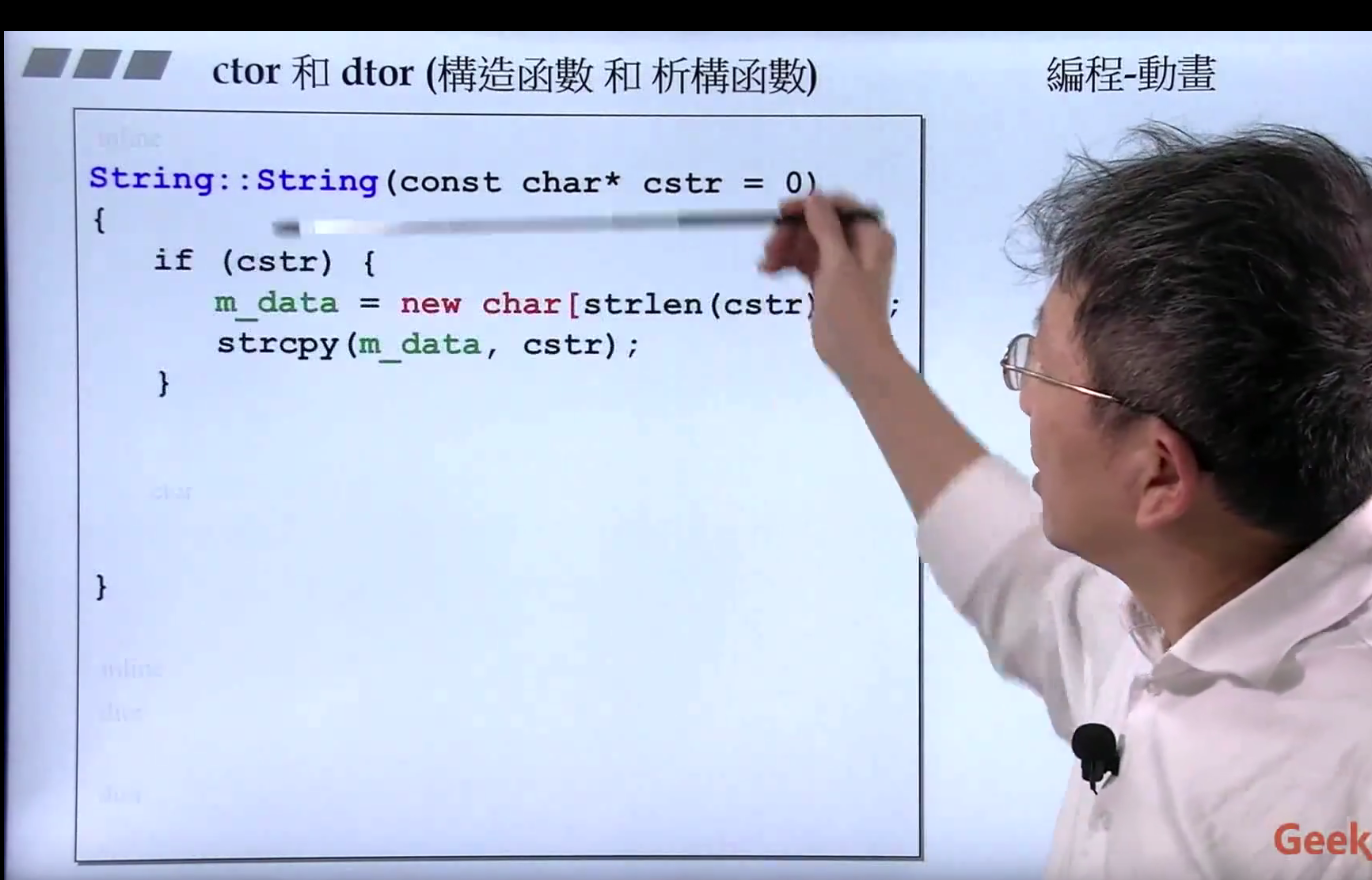 ctor 和 dtor (構造函數 和 析構函數)
編程-動畫
inline
String::String(const char* cstr = 0)
{
if (cstr) {
m_data = new char[strlen(cstr) ;
strcpy(m_data, cstr);
}
ctor
}
inline
dtor
dtor
Geek